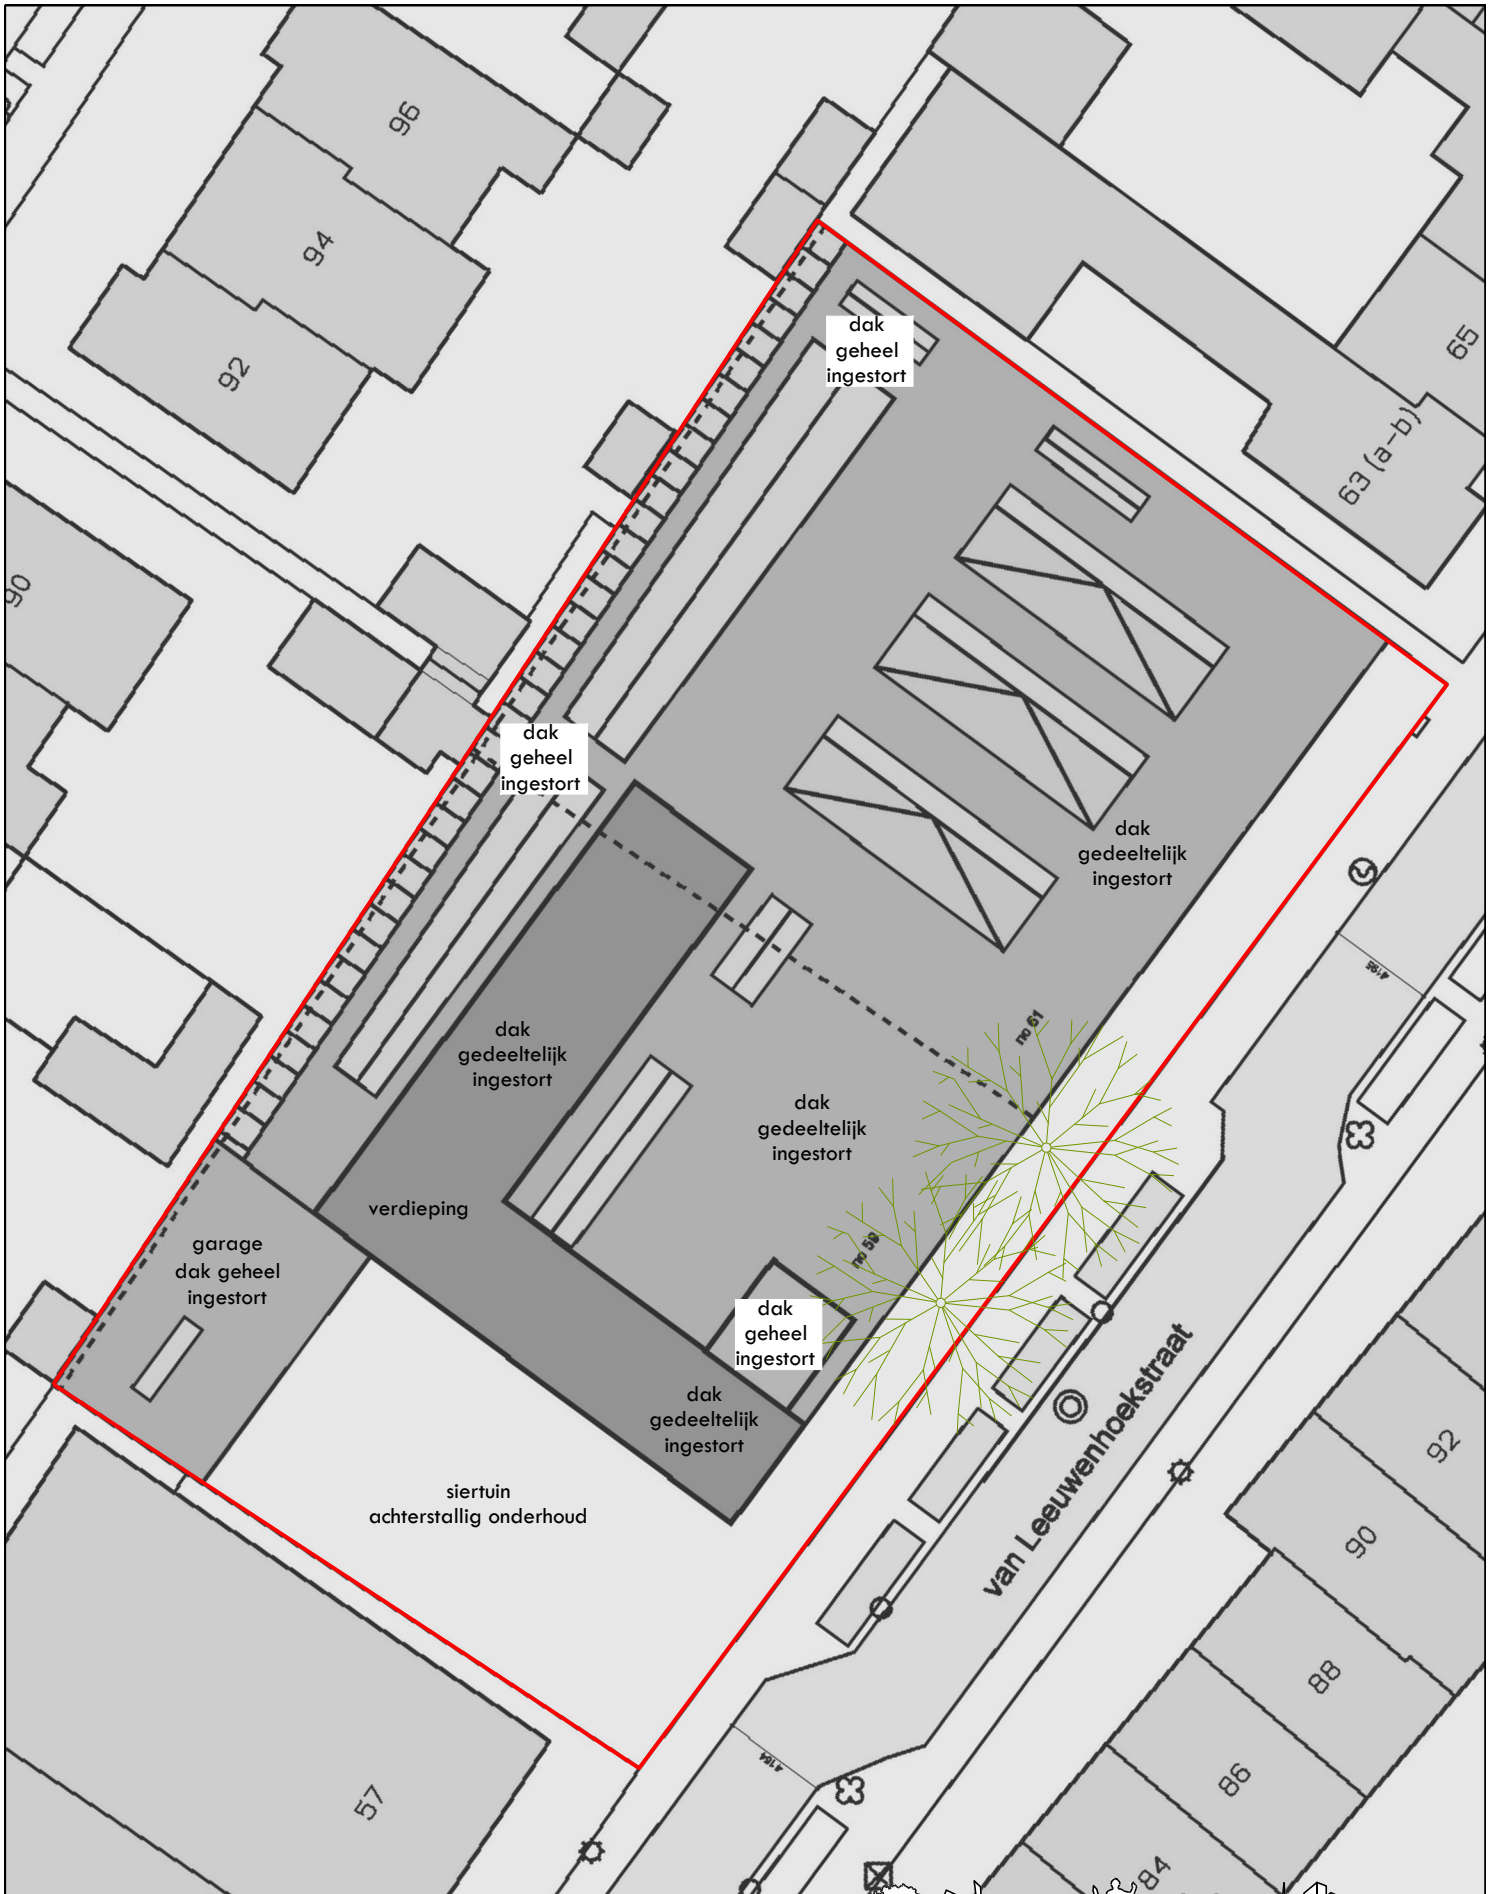 96
94
92
dak
geheel
ingestort
65
63 (a-b)
90
dak
geheel
ingestort
dak
gedeeltelijk
ingestort
4195
no 61
dak
gedeeltelijk
ingestort
dak
gedeeltelijk
ingestort
verdieping
no 59
garage
dak geheel
ingestort
dak
geheel
ingestort
dak
gedeeltelijk
ingestort
van Leeuwenhoekstraat
siertuin
achterstallig onderhoud
92
90
88
86
84
4164
57